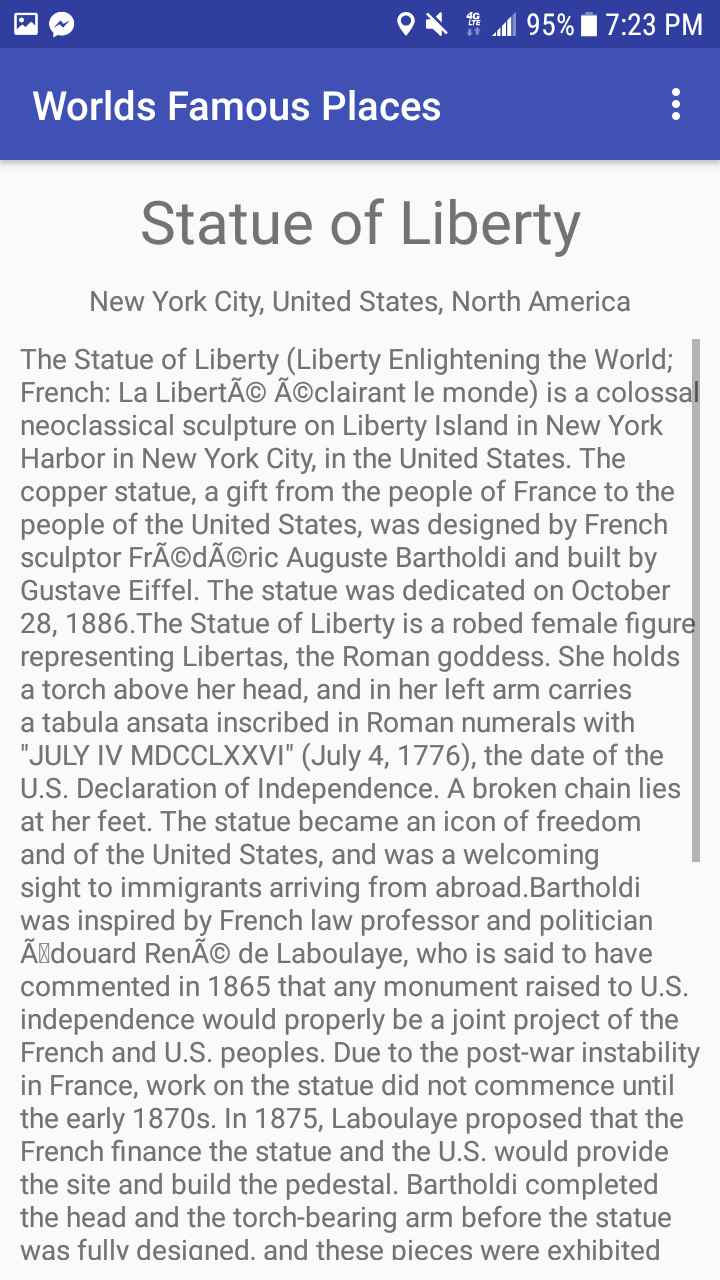 4G LTE 95% 7:23 PM
Worlds Famous Places
Statue of Liberty
New York City, United States, North America
The Statue of Liberty (Liberty Enlightening the World;
French: La LibertÃ© Ã©clairant le monde) is a colossal
neoclassical sculpture on Liberty Island in New York
Harbor in New York City, in the United States. The
copper statue, a gift from the people of France to the
people of the United States, was designed by French
sculptor FrÃ©dÃ©ric Auguste Bartholdi and built by
Gustave Eiffel. The statue was dedicated on October
28, 1886.The Statue of Liberty is a robed female figure
representing Libertas, the Roman goddess. She holds
a torch above her head, and in her left arm carries
a tabula ansata inscribed in Roman numerals with
"JULY IV MDCCLXXVI" (July 4, 1776), the date of the
U.S. Declaration of Independence. A broken chain lies
at her feet. The statue became an icon of freedom
and of the United States, and was a welcoming
sight to immigrants arriving from abroad.Bartholdi
was inspired by French law professor and politician
Ã▯douard RenÃ© de Laboulaye, who is said to have
commented in 1865 that any monument raised to U.S.
independence would properly be a joint project of the
French and U.S. peoples. Due to the post-war instability
in France, work on the statue did not commence until
the early 1870s. In 1875, Laboulaye proposed that the
French finance the statue and the U.S. would provide
the site and build the pedestal. Bartholdi completed
the head and the torch-bearing arm before the statue
was fully designed, and these pieces were exhibited